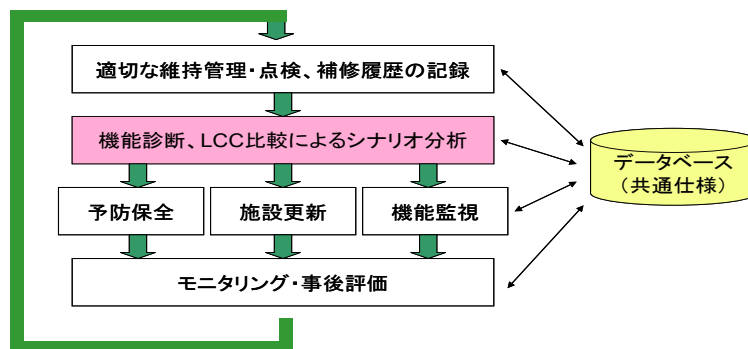 適切な維持管理・点検、補修履歴の記録
機能診断、LCC比較によるシナリオ分析
データベース
(共通仕様)
予防保全
施設更新
機能監視
モニタリング・事後評価